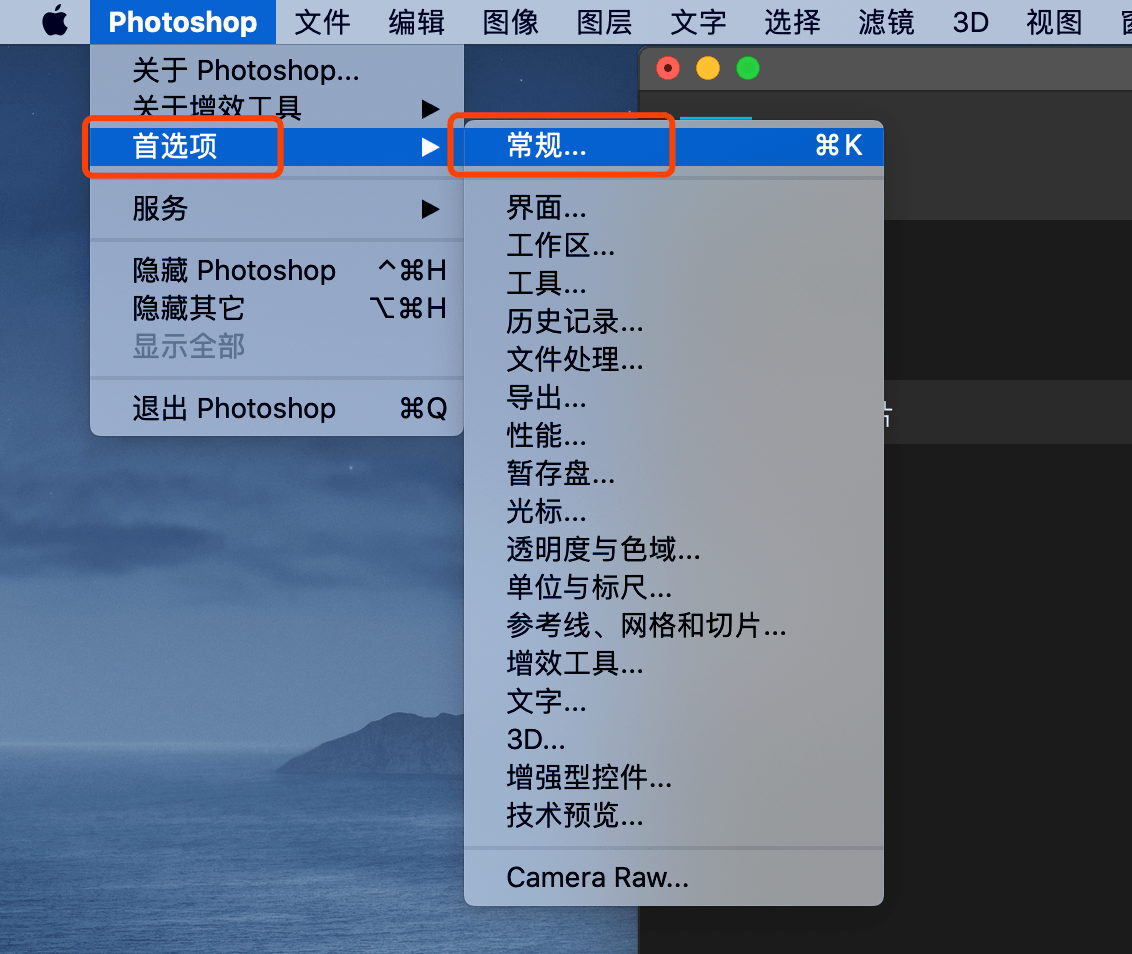 Photoshop 文件 编辑 图像 图层 文字 选择 滤镜 3D 视图
关于 Photoshop...
关于增效工具 ▶
首选项 ▶
服务 ▶
隐藏 Photoshop ^⌘H
隐藏其它 ⌥⌘H
显示全部
退出 Photoshop ⌘Q
常规... ⌘K
界面...
工作区...
工具...
历史记录...
文件处理...
导出...
性能...
暂存盘...
光标...
透明度与色域...
单位与标尺...
参考线、网格和切片...
增效工具...
文字...
3D...
增强型控件...
技术预览...
Camera Raw...